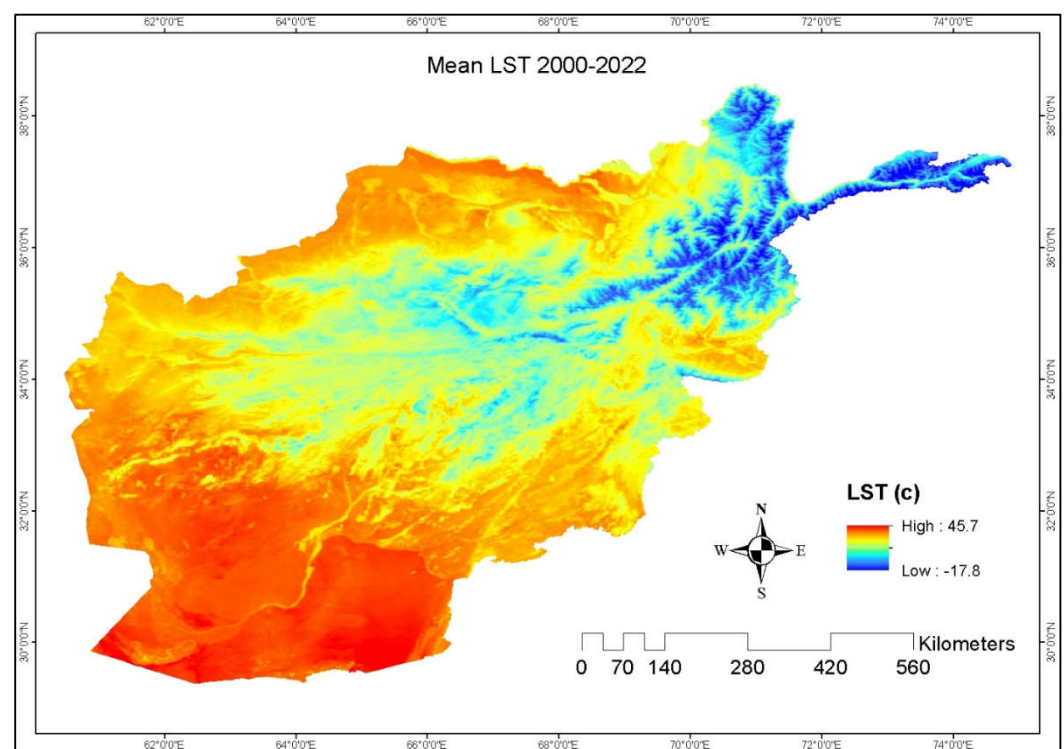 62°0'0"E 64°0'0"E 66°0'0"E 68°0'0"E 70°0'0"E 72°0'0"E 74°0'0"E
Mean LST 2000-2022
38°0'0"N 38°0'0"N
36°0'0"N 36°0'0"N
34°0'0"N 34°0'0"N
32°0'0"N 32°0'0"N
30°0'0"N 30°0'0"N
LST (c)
High : 45.7
Low : -17.8
N
W E
S
Kilometers
0 70 140 280 420 560
62°0'0"E 64°0'0"E 66°0'0"E 68°0'0"E 70°0'0"E 72°0'0"E 74°0'0"E